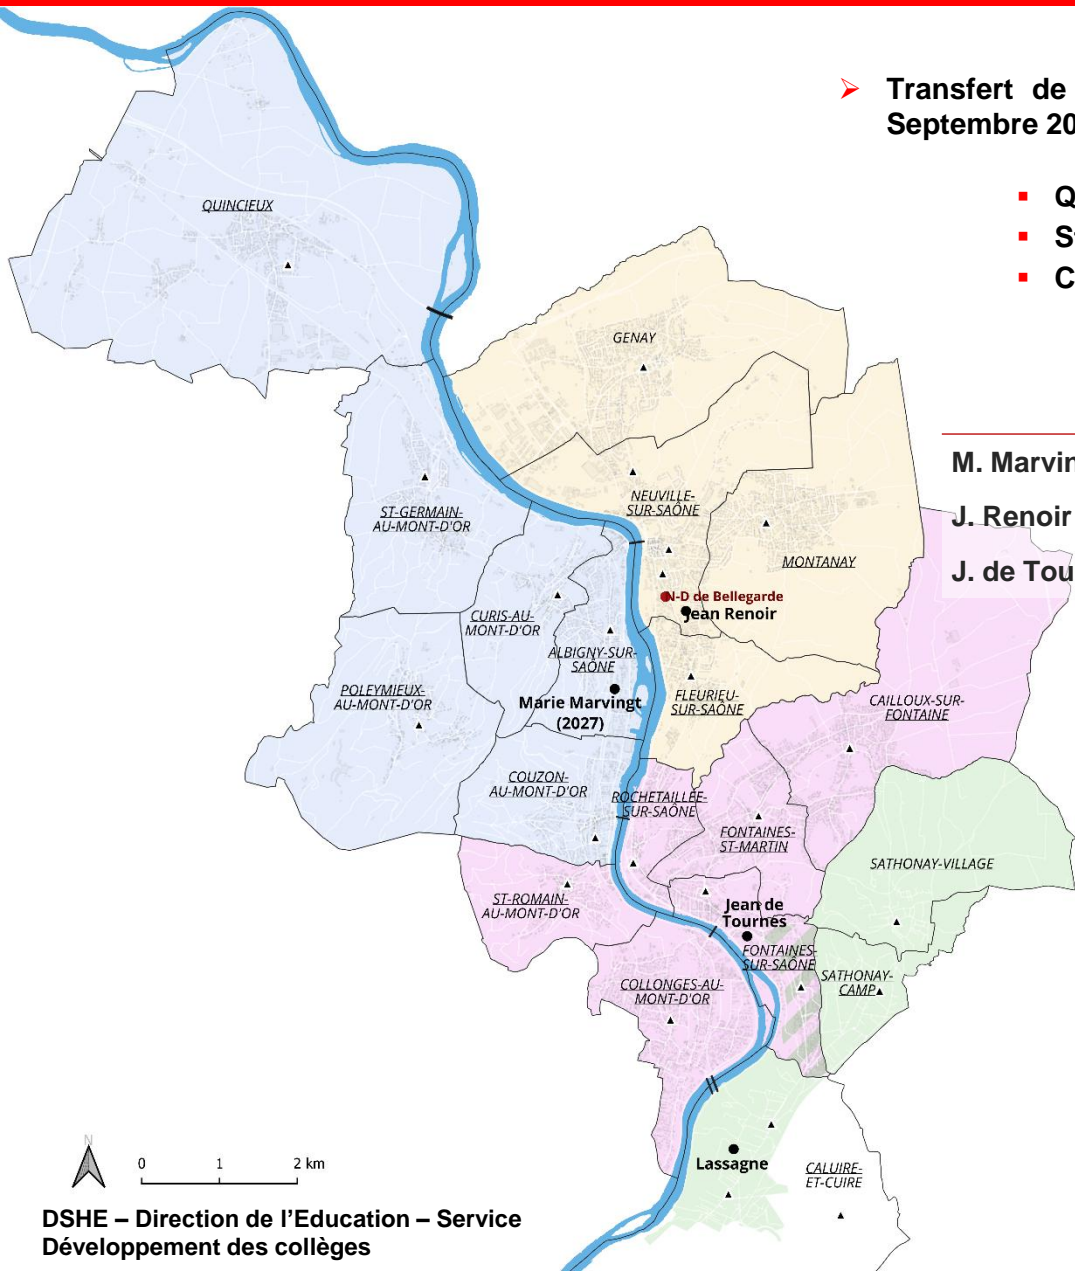 Transfert de
Septembre 20
Q
C
QUINCIEUX
GENAY
M. Marvin
J. Renoir
J. de Tou
NEUVILLE-
SUR-SAÔNE
ST-GERMAIN
AU-MONT-D'OR
MONTANAY
N-D de Bellegarde
Jean Renoir
CURIS-AU-
MONT-D'OR
ALBIGNY-SUR-
SAÔNE
POLEYMIEUX-
AU-MONT-D'OR
Marie Marvingt
(2027)
FLEURIEU-
SUR-SAÔNE
CAILLOUX-SUR-
FONTAINE
COUZON-
AU-MONT-D'OR
ROCHETAILLÉE-
SUR-SAÔNE
FONTAINES-
ST-MARTIN
SATHONAY-VILLAGE
ST-ROMAIN-
AU-MONT-D'OR
Jean de
Tournes
FONTAINES-
SUR-SAÔNE
SATHONAY-
CAMP
COLLONGES-AU-
MONT-D'OR
Lassagne
CALUIRE-
ET-CUIRE
N
0 1 2 km
DSHE – Direction de l'Education – Service
Développement des collèges